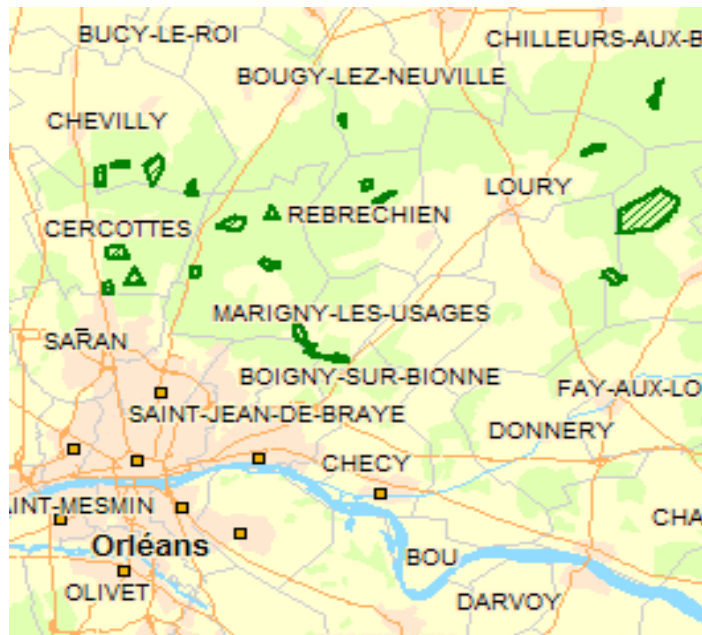 BUCY-LE-ROI
CHILLEURS-AUX-B
BOUGY-LEZ-NEUVILLE
CHEVILLY
LOURY
REBRECHIEN
CERCOTTES
MARIGNY-LES-USAGES
SARAN
BOIGNY-SUR-BIONNE
FAY-AUX-LO
SAINT-JEAN-DE-BRAYE
DONNERY
CHECY
AINT-MESMIN
CHA
Orléans
BOU
OLIVET
DARVOY